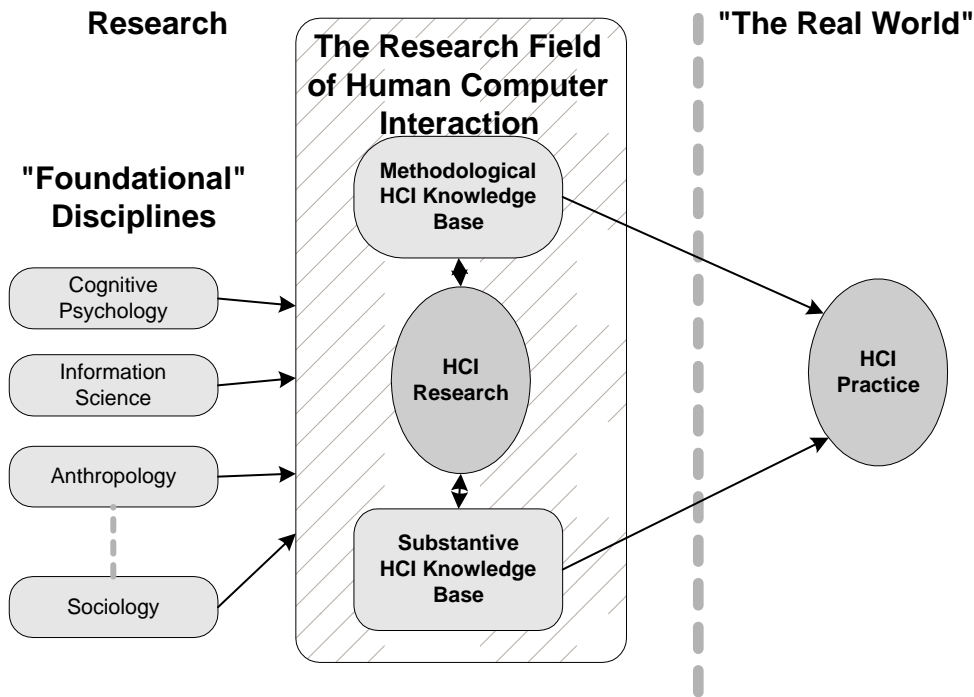 Research
"Foundational"
Disciplines
Cognitive
Psychology
Information
Science
Anthropology
Sociology
The Research Field
of Human Computer
Interaction
Methodological
HCI Knowledge
Base
HCI
Research
Substantive
HCI Knowledge
Base
"The Real World"
HCI
Practice